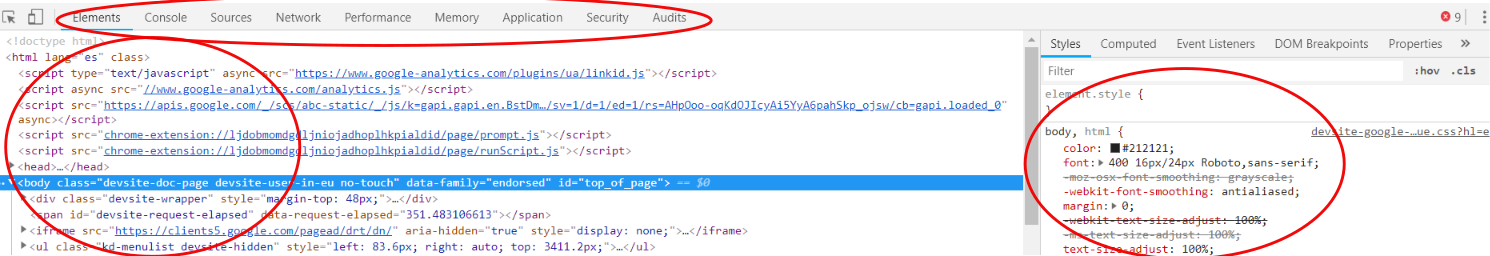 Elements Console Sources Network Performance Memory Application Security Audits 9
<!doctype html>
<html lang="es" class>
<script type="text/javascript" async src="https://www.google-analytics.com/plugins/ua/linkid.js"></script>
<script async src="//www.google-analytics.com/analytics.js"></script>
<script src="https://apis.google.com/_/scs/abc-static/_/js/k=gapi.gapi.en.BstDm…/sv=1/d=1/ed=1/rs=AHpOoo-oqKdOJIcyAi5YyA6pahSkp_ojsw/cb=gapi.loaded_0"
async></script>
<script src="chrome-extension://ljdobmomdgdljniojadhoplhkpialdid/page/prompt.js"></script>
<script src="chrome-extension://ljdobmomdgdljniojadhoplhkpialdid/page/runScript.js"></script>
<head>…</head>
<body class="devsite-doc-page devsite-user-in-eu no-touch" data-family="endorsed" id="top_of_page"> == $0
<div class="devsite-wrapper" style="margin-top: 48px;">…</div>
<span id="devsite-request-elapsed" data-request-elapsed="351.483106613"></span>
<iframe src="https://clients5.google.com/pagead/drt/dn/" aria-hidden="true" style="display: none;">…</iframe>
<ul class="kd-menulist devsite-hidden" style="left: 83.6px; right: auto; top: 3411.2px;">…</ul>
Styles Computed Event Listeners DOM Breakpoints Properties »
Filter :hov .cls
element.style {
}
body, html { devsite-google-…ue.css?hl=e
color: #212121;
font: 400 16px/24px Roboto,sans-serif;
-moz-osx-font-smoothing: grayscale;
-webkit-font-smoothing: antialiased;
margin: 0;
-webkit-text-size-adjust: 100%;
-ms-text-size-adjust: 100%;
text-size-adjust: 100%;